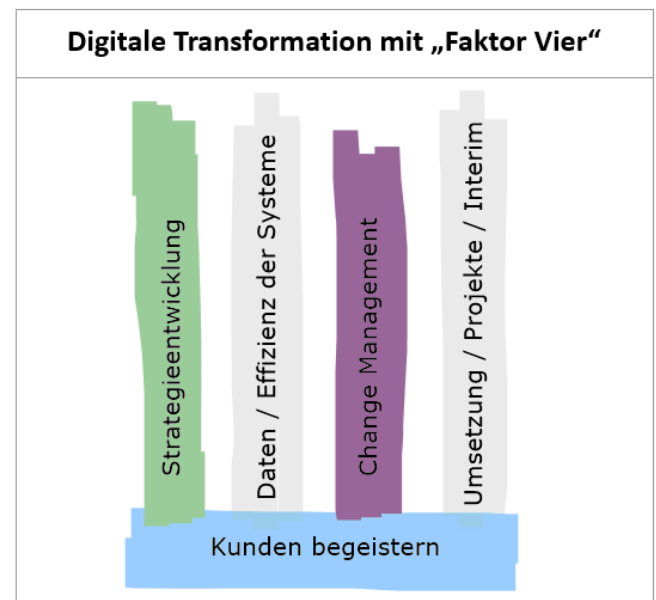 Digitale Transformation mit „Faktor Vier“
Strategieentwicklung
Daten / Effizienz der Systeme
Change Management
Umsetzung / Projekte / Interim
Kunden begeistern